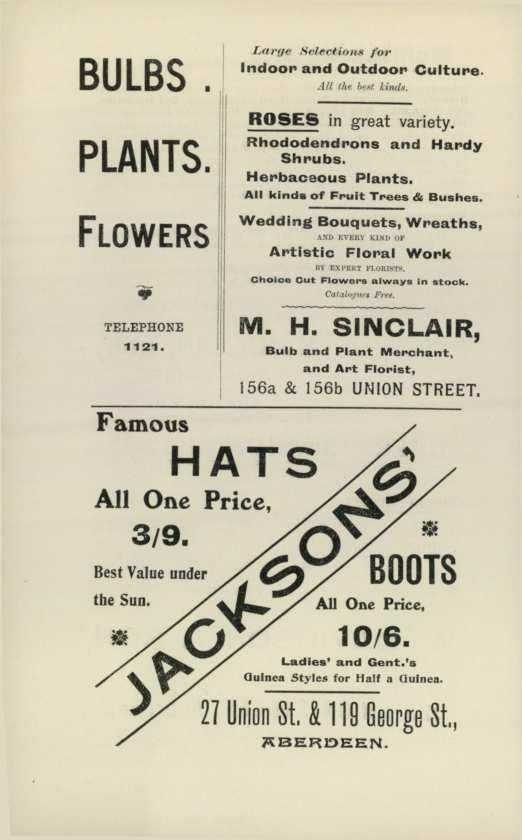 BULBS .
PLANTS.
FLOWERS
TELEPHONE
1121.
Large Selections for
Indoor and Outdoor Culture.
All the best kinds.
ROSES in great variety.
Rhododendrons and Hardy
Shrubs.
Herbaceous Plants.
All kinds of Fruit Trees & Bushes.
Wedding Bouquets, Wreaths,
AND EVERY KIND OF
Artistic Floral Work
BY EXPERT FLORISTS.
Choice Cut Flowers always in stock.
Catalogues Free.
M. H. SINCLAIR,
Bulb and Plant Merchant,
and Art Florist,
156a & 156b UNION STREET.
Famous
HATS
All One Price,
3/9.
Best Value under
the Sun.
JACKSONS'
BOOTS
All One Price,
10/6.
Ladies' and Gent.'s
Guinea Styles for Half a Guinea.
27 Union St. & 119 George St.,
ABERDEEN.